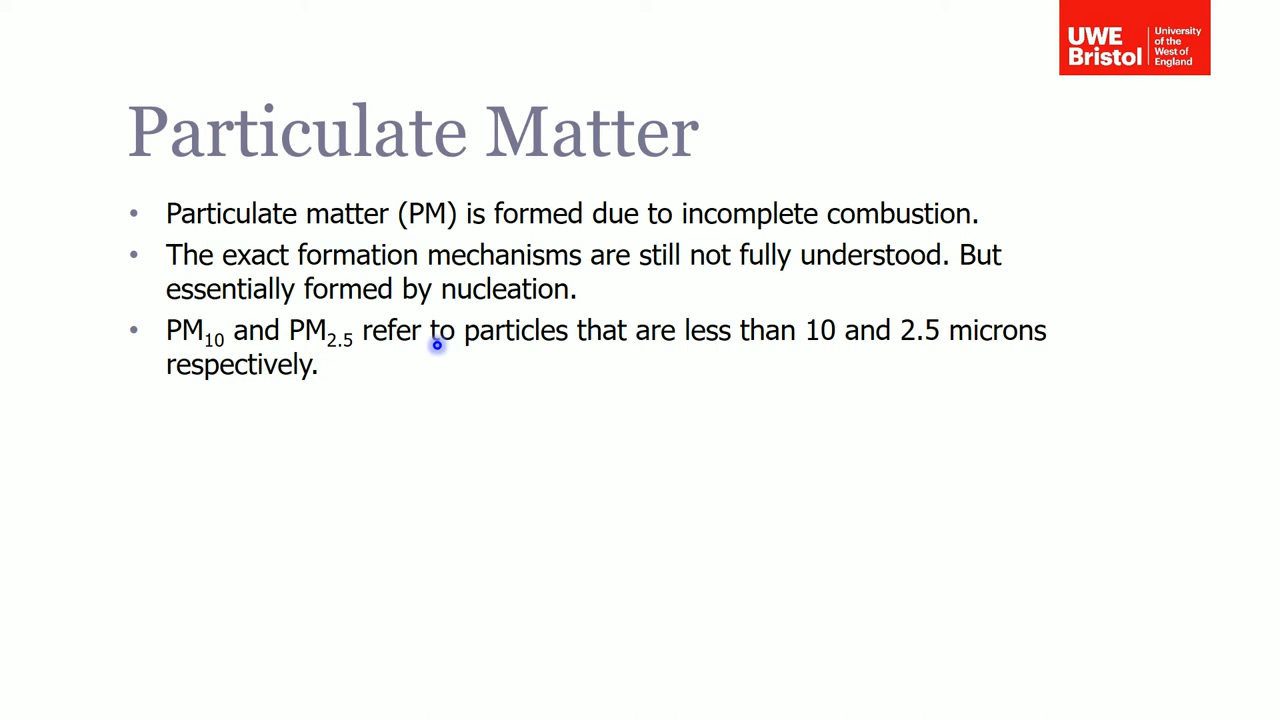 UWE
Bristol
University
of the
West of
England
Particulate Matter
• Particulate matter (PM) is formed due to incomplete combustion.
• The exact formation mechanisms are still not fully understood. But
essentially formed by nucleation.
• PM10 and PM2.5 refer to particles that are less than 10 and 2.5 microns
respectively.